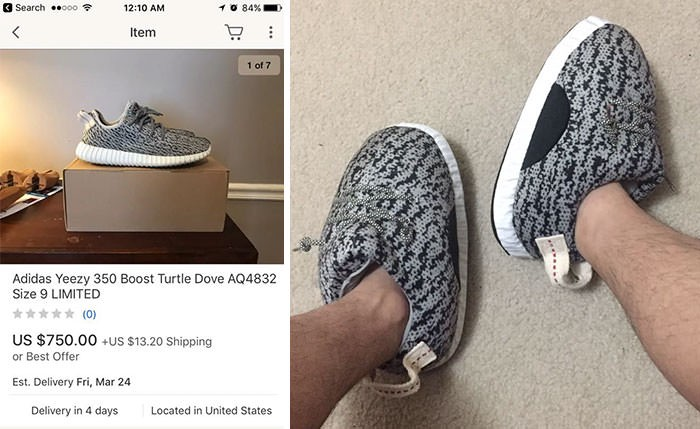 Search 12:10 AM 84%
Item
1 of 7
Adidas Yeezy 350 Boost Turtle Dove AQ4832
Size 9 LIMITED
(0)
US $750.00 +US $13.20 Shipping
or Best Offer
Est. Delivery Fri, Mar 24
Delivery in 4 days Located in United States